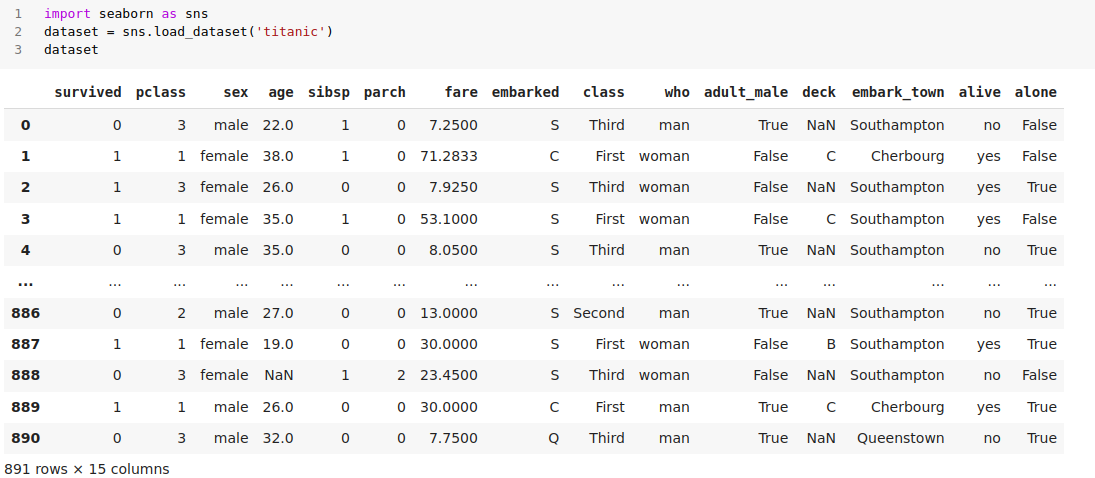 1 import seaborn as sns
2 dataset = sns.load_dataset('titanic')
3 dataset
survived pclass sex age sibsp parch fare embarked class who adult_male deck embark_town alive alone
0 0 3 male 22.0 1 0 7.2500 S Third man True NaN Southampton no False
1 1 1 female 38.0 1 0 71.2833 C First woman False C Cherbourg yes False
2 1 3 female 26.0 0 0 7.9250 S Third woman False NaN Southampton yes True
3 1 1 female 35.0 1 0 53.1000 S First woman False C Southampton yes False
4 0 3 male 35.0 0 0 8.0500 S Third man True NaN Southampton no True
... ... ... ... ... ... ... ... ... ... ... ... ... ... ... ...
886 0 2 male 27.0 0 0 13.0000 S Second man True NaN Southampton no True
887 1 1 female 19.0 0 0 30.0000 S First woman False B Southampton yes True
888 0 3 female NaN 1 2 23.4500 S Third woman False NaN Southampton no False
889 1 1 male 26.0 0 0 30.0000 C First man True C Cherbourg yes True
890 0 3 male 32.0 0 0 7.7500 Q Third man True NaN Queenstown no True
891 rows × 15 columns